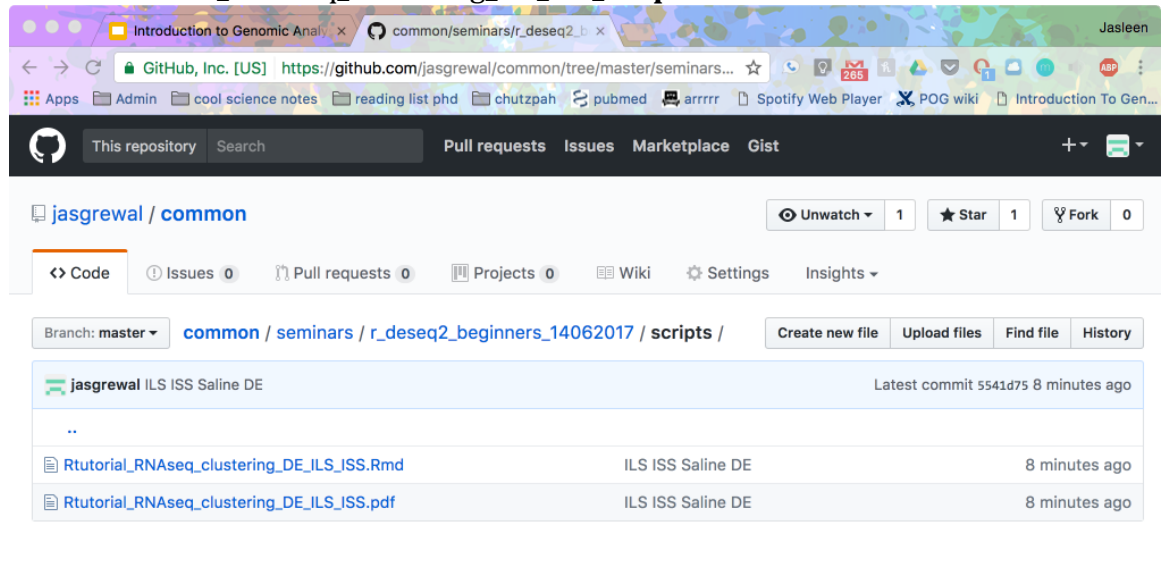 Introduction to Genomic Analy × common/seminars/r_deseq2_b × Jasleen
GitHub, Inc. [US] https://github.com/jasgrewal/common/tree/master/seminars...
265 1 ABP
Apps Admin cool science notes reading list phd chutzpah pubmed arrrrr Spotify Web Player POG wiki Introduction To Gen...
This repository Search Pull requests Issues Marketplace Gist
jasgrewal / common Unwatch 1 Star 1 Fork 0
Code Issues 0 Pull requests 0 Projects 0 Wiki Settings Insights
Branch: master common / seminars / r_deseq2_beginners_14062017 / scripts / Create new file Upload files Find file History
jasgrewal ILS ISS Saline DE Latest commit 5541d75 8 minutes ago
..
Rtutorial_RNAseq_clustering_DE_ILS_ISS.Rmd ILS ISS Saline DE 8 minutes ago
Rtutorial_RNAseq_clustering_DE_ILS_ISS.pdf ILS ISS Saline DE 8 minutes ago